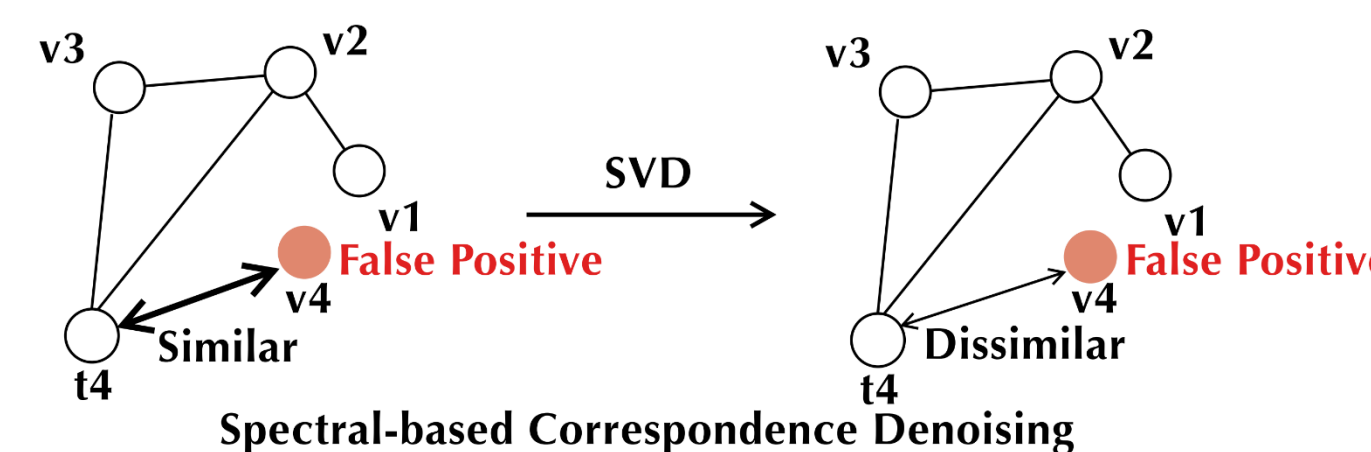 v3
v2
v1
False Positive
v4
Similar
t4
SVD
v3
v2
v1
False Positive
v4
Dissimilar
t4
Spectral-based Correspondence Denoising